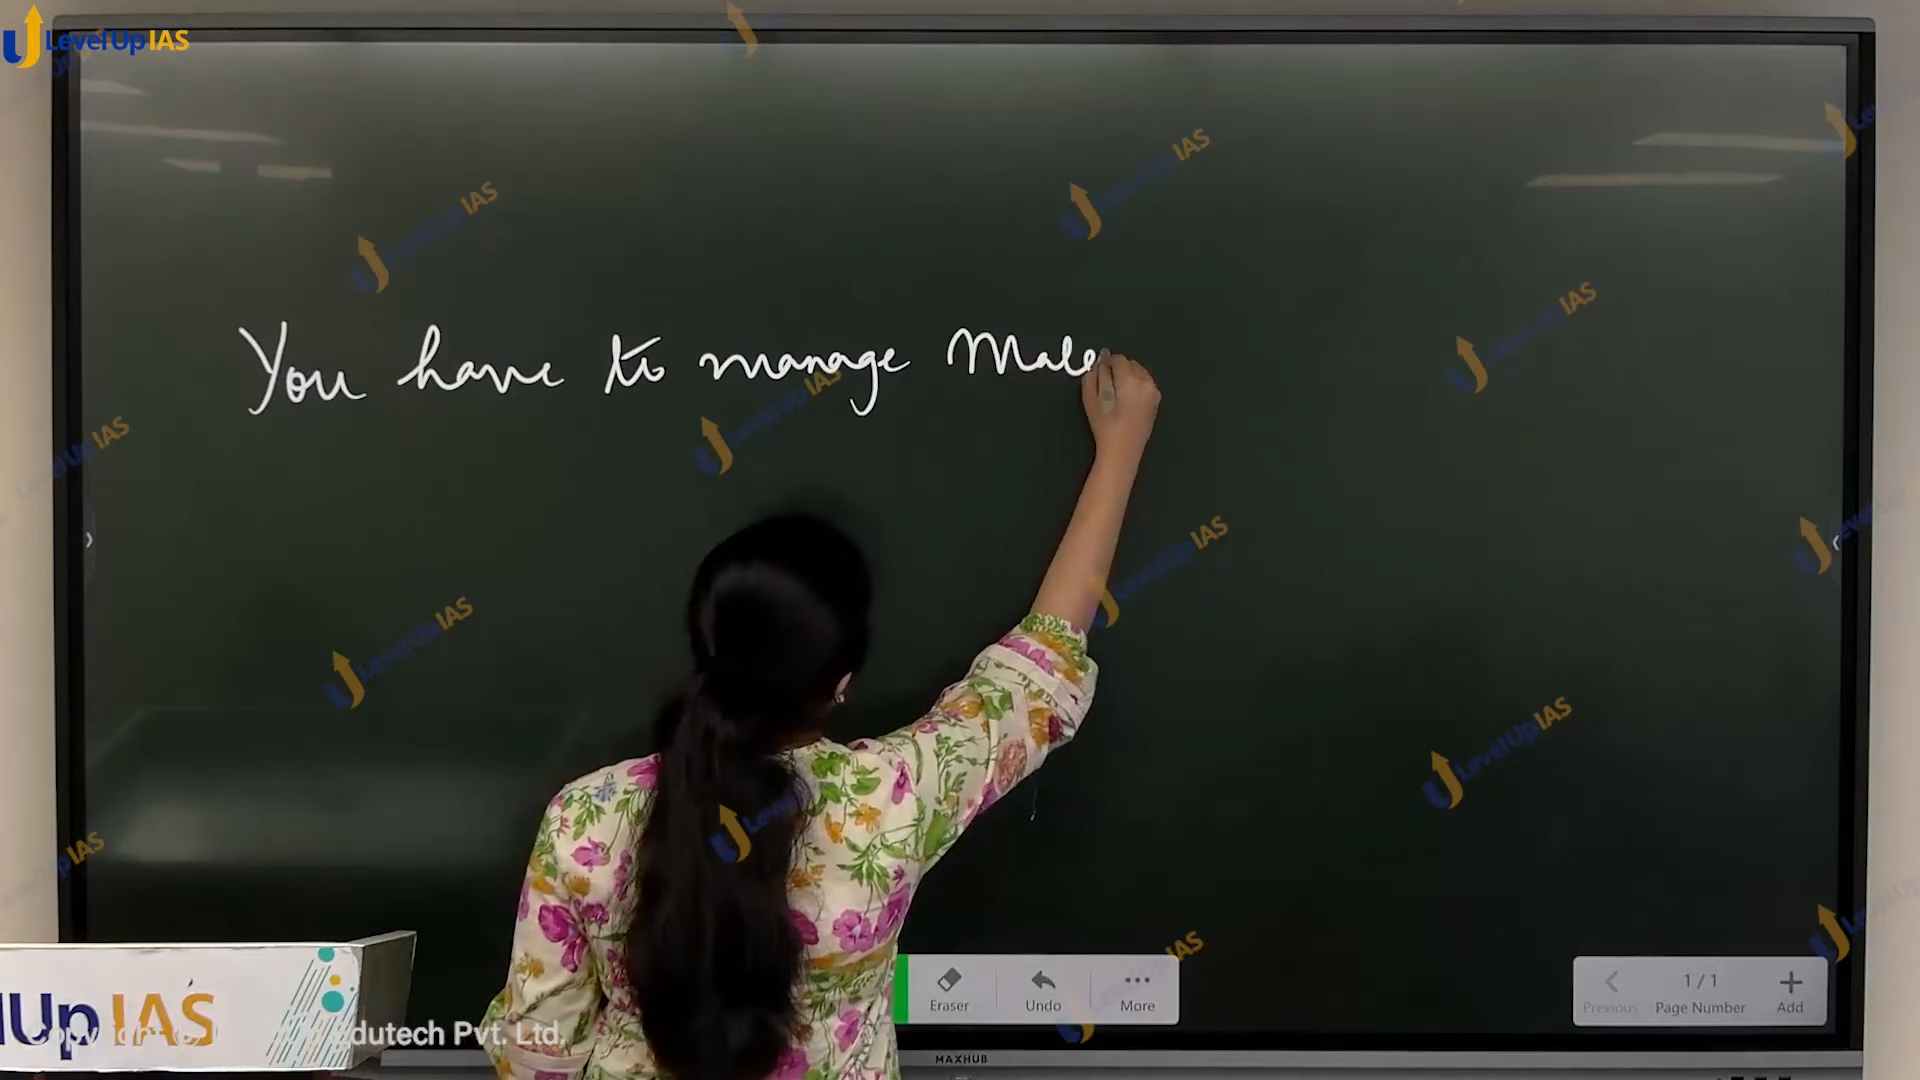 LevelUp IAS
You have to manage Male
Eraser
Undo
More
Previous
1/1
Page Number
Add
lUp IAS
Edutech Pvt. Ltd.
MAXHUB